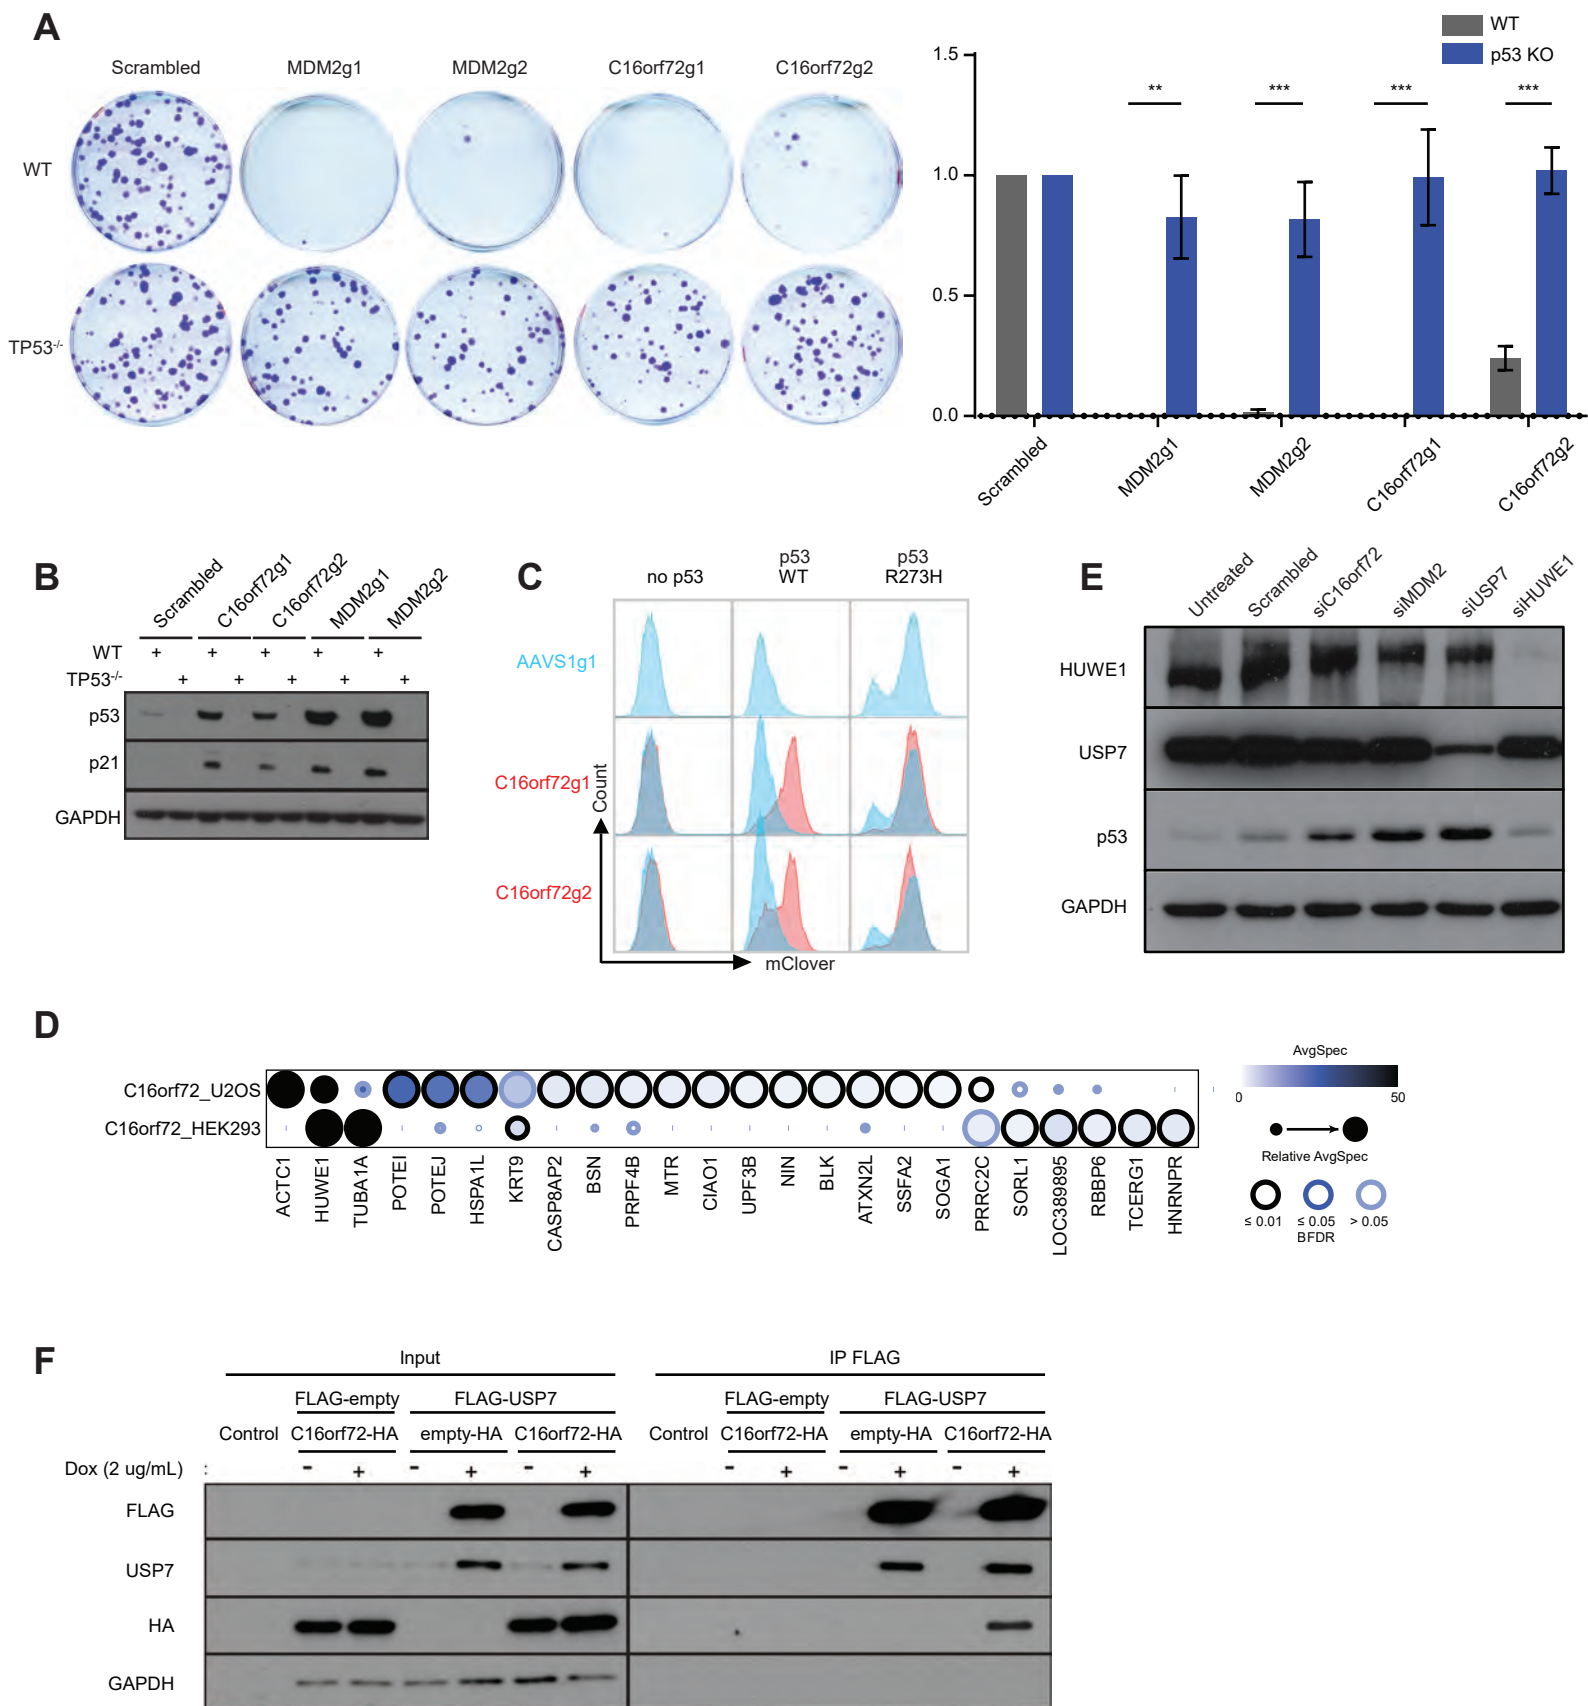 A
Scrambled MDM2g1 MDM2g2 C16orf72g1 C16orf72g2
WT
TP53-/-
WT
p53 KO
1.5
1.0
0.5
0.0
** *** *** ***
Scrambled MDM2g1 MDM2g2 C16orf72g1 C16orf72g2
B
Scrambled C16orf72g1 C16orf72g2 MDM2g1 MDM2g2
WT + + + + +
TP53-/- + + + + +
p53
p21
GAPDH
C
no p53 p53 WT p53 R273H
AAVS1g1
C16orf72g1
C16orf72g2
Count
mClover
E
Untreated Scrambled siC16orf72 siMDM2 siUSP7 siHUWE1
HUWE1
USP7
p53
GAPDH
D
C16orf72_U2OS
C16orf72_HEK293
ACTC1 HUWE1 TUBA1A POTEI POTEJ HSPA1L KRT9 CASP8AP2 BSN PRPF4B MTR CIAO1 UPF3B NIN BLK ATXN2L SSFA2 SOGA1 PRRC2C SORL1 LOC389895 RBBP6 TCERG1 HNRNPR
AvgSpec
0 50
Relative AvgSpec
≤ 0.01 ≤ 0.05 > 0.05
BFDR
F
Input IP FLAG
FLAG-empty FLAG-USP7 FLAG-empty FLAG-USP7
Control C16orf72-HA empty-HA C16orf72-HA Control C16orf72-HA empty-HA C16orf72-HA
Dox (2 ug/mL) : - + - + - + - + - + - +
FLAG
USP7
HA
GAPDH